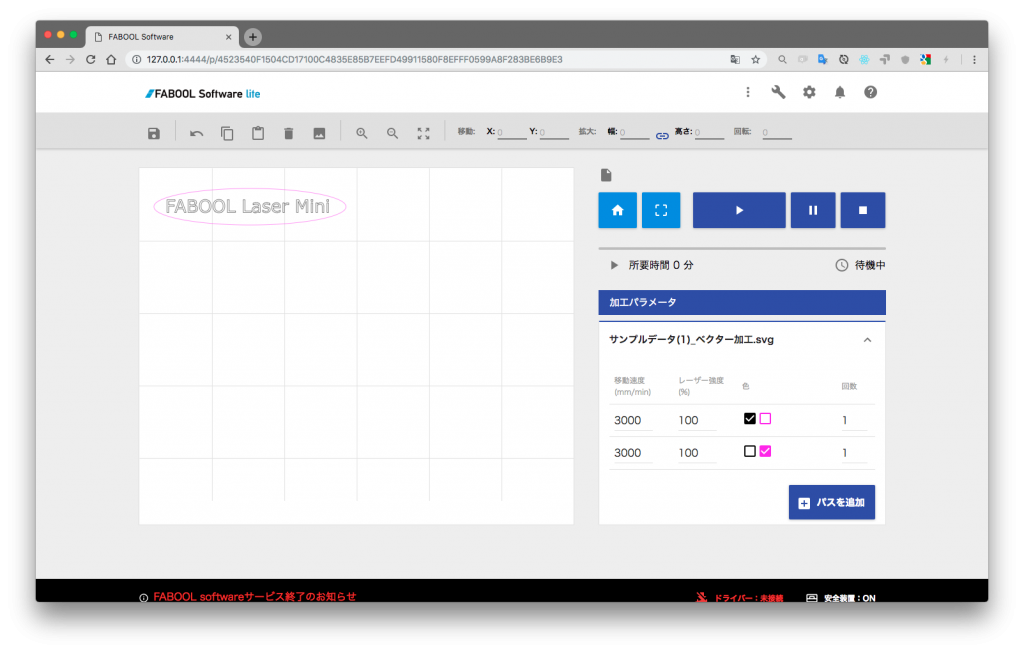 FABOOL Software
127.0.0.1:4444/p/4523540F1504CD17100C4835E85B7EEFD49911580F8EFFF0599A8F283BE6B9E3
FABOOL Software lite
移動: X: 0 Y: 0 拡大: 幅: 0 高さ: 0 回転: 0
FABOOL Laser Mini
所要時間 0 分 待機中
加工パラメータ
サンプルデータ(1)_ベクター加工.svg
移動速度 (mm/min) レーザー強度 (%) 色 回数
3000 100 1
3000 100 1
パスを追加
FABOOL softwareサービス終了のお知らせ ドライバー：未接続 安全装置：ON